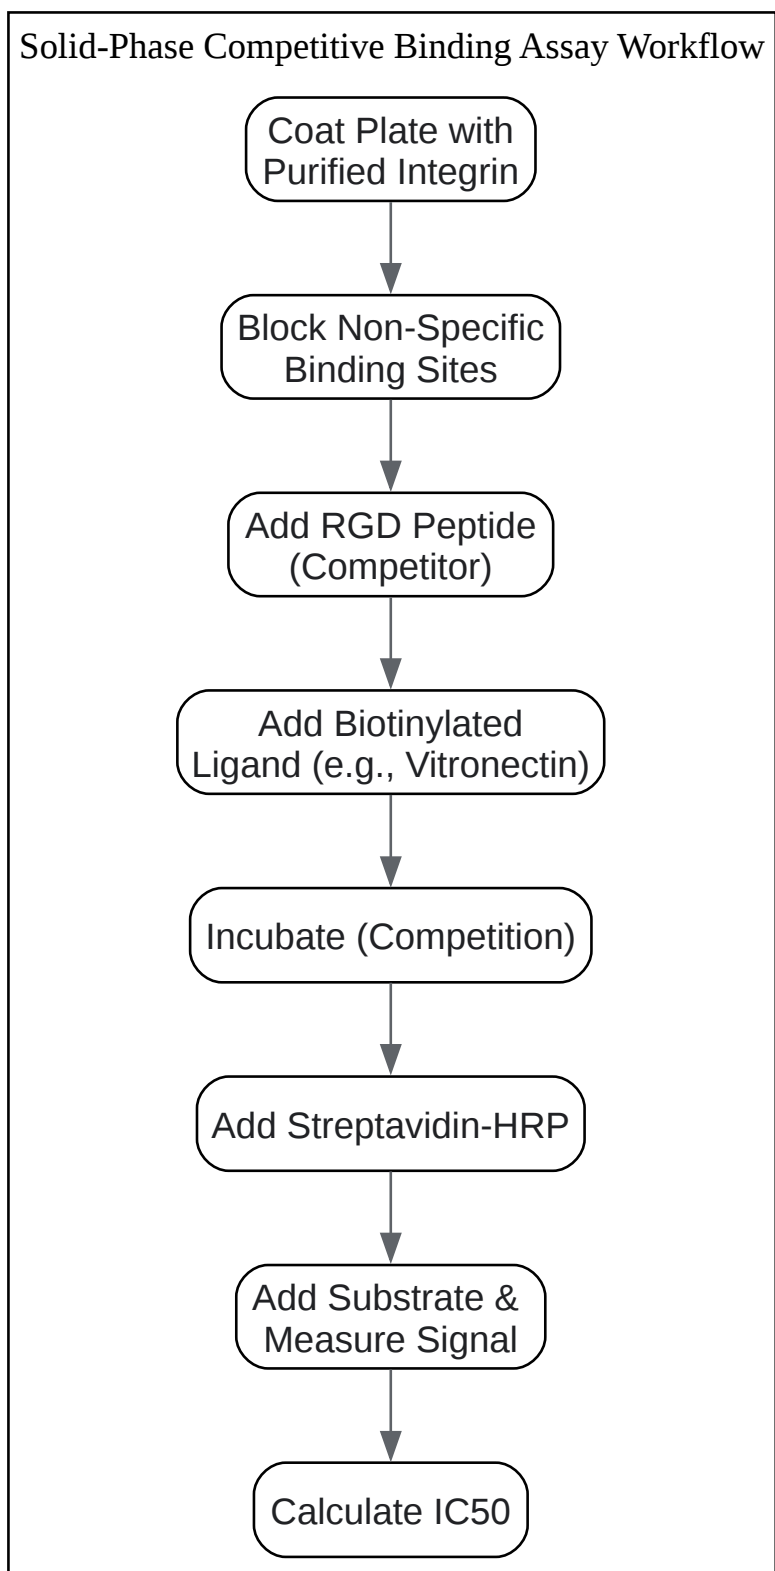 Solid-Phase Competitive Binding Assay Workflow
Coat Plate with
Purified Integrin
Block Non-Specific
Binding Sites
Add RGD Peptide
(Competitor)
Add Biotinylated
Ligand (e.g., Vitronectin)
Incubate (Competition)
Add Streptavidin-HRP
Add Substrate &
Measure Signal
Calculate IC50